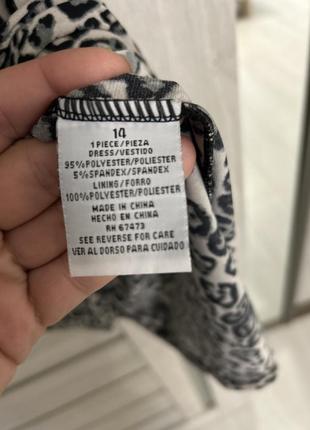 14
1 PIECE/PIEZA
DRESS/VESTIDO
95%POLYESTER/POLIESTER
5%SPANDEX/SPANDEX
LINING/FORRO
100%POLYESTER/POLIESTER
MADE IN CHINA
HECHO EN CHINA
RN 67473
SEE REVERSE FOR CARE
VER AL DORSO PARA CUIDADO